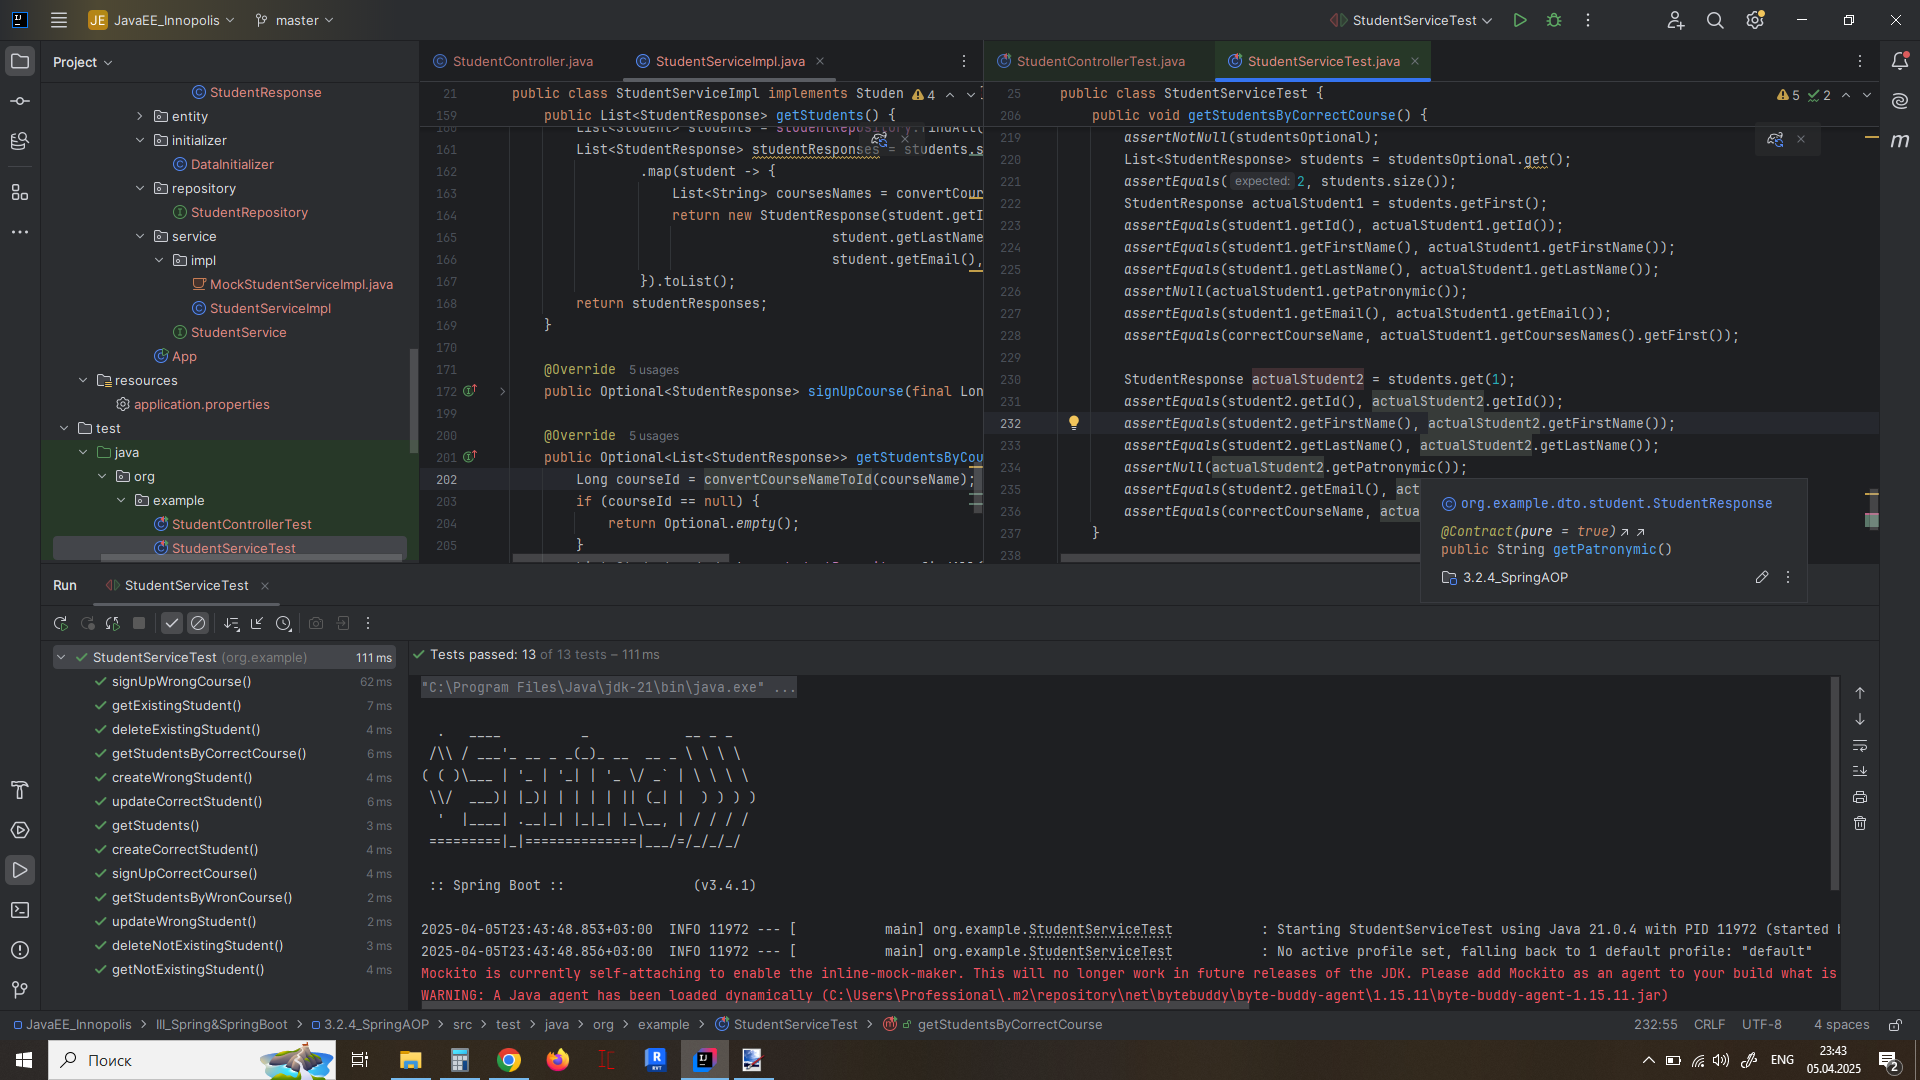 JE JavaEE_Innopolis master StudentServiceTest
Project
StudentResponse
entity
initializer
DataInitializer
repository
StudentRepository
service
impl
MockStudentServiceImpl.java
StudentServiceImpl
StudentService
App
resources
application.properties
test
java
org
example
StudentControllerTest
StudentServiceTest
StudentController.java StudentServiceImpl.java
21 public class StudentServiceImpl implements Studen 4
159 public List<StudentResponse> getStudents() {
160 List<Student> students = studentRepository.findAll(
161 List<StudentResponse> studentResponses = students.s
162 .map(student -> {
163 List<String> coursesNames = convertCour
164 return new StudentResponse(student.getI
165 student.getLastName
166 student.getEmail(),
167 }).toList();
168 return studentResponses;
169 }
170
171 @Override 5 usages
172 public Optional<StudentResponse> signUpCourse(final Lon
199
200 @Override 5 usages
201 public Optional<List<StudentResponse>> getStudentsByCou
202 Long courseId = convertCourseNameToId(courseName);
203 if (courseId == null) {
204 return Optional.empty();
205 }
StudentControllerTest.java StudentServiceTest.java
25 public class StudentServiceTest { 5 2
206 public void getStudentsByCorrectCourse() {
219 assertNotNull(studentsOptional);
220 List<StudentResponse> students = studentsOptional.get();
221 assertEquals( expected: 2, students.size());
222 StudentResponse actualStudent1 = students.getFirst();
223 assertEquals(student1.getId(), actualStudent1.getId());
224 assertEquals(student1.getFirstName(), actualStudent1.getFirstName());
225 assertEquals(student1.getLastName(), actualStudent1.getLastName());
226 assertNull(actualStudent1.getPatronymic());
227 assertEquals(student1.getEmail(), actualStudent1.getEmail());
228 assertEquals(correctCourseName, actualStudent1.getCoursesNames().getFirst());
229
230 StudentResponse actualStudent2 = students.get(1);
231 assertEquals(student2.getId(), actualStudent2.getId());
232 assertEquals(student2.getFirstName(), actualStudent2.getFirstName());
233 assertEquals(student2.getLastName(), actualStudent2.getLastName());
234 assertNull(actualStudent2.getPatronymic());
235 assertEquals(student2.getEmail(), act
236 assertEquals(correctCourseName, actua
237 }
238
org.example.dto.student.StudentResponse
@Contract(pure = true)
public String getPatronymic()
3.2.4_SpringAOP
Run StudentServiceTest
StudentServiceTest (org.example) 111 ms
signUpWrongCourse() 62 ms
getExistingStudent() 7 ms
deleteExistingStudent() 4 ms
getStudentsByCorrectCourse() 6 ms
createWrongStudent() 4 ms
updateCorrectStudent() 6 ms
getStudents() 3 ms
createCorrectStudent() 4 ms
signUpCorrectCourse() 4 ms
getStudentsByWronCourse() 2 ms
updateWrongStudent() 2 ms
deleteNotExistingStudent() 3 ms
getNotExistingStudent() 4 ms
Tests passed: 13 of 13 tests – 111 ms
"C:\Program Files\Java\jdk-21\bin\java.exe" ...
:: Spring Boot :: (v3.4.1)
2025-04-05T23:43:48.853+03:00 INFO 11972 --- [ main] org.example.StudentServiceTest : Starting StudentServiceTest using Java 21.0.4 with PID 11972 (started b
2025-04-05T23:43:48.856+03:00 INFO 11972 --- [ main] org.example.StudentServiceTest : No active profile set, falling back to 1 default profile: "default"
Mockito is currently self-attaching to enable the inline-mock-maker. This will no longer work in future releases of the JDK. Please add Mockito as an agent to your build what is
WARNING: A Java agent has been loaded dynamically (C:\Users\Professional\.m2\repository\net\bytebuddy\byte-buddy-agent\1.15.11\byte-buddy-agent-1.15.11.jar)
JavaEE_Innopolis > III_Spring&SpringBoot > 3.2.4_SpringAOP > src > test > java > org > example > StudentServiceTest > getStudentsByCorrectCourse 232:55 CRLF UTF-8 4 spaces
Поиск
ENG
23:43
05.04.2025
2